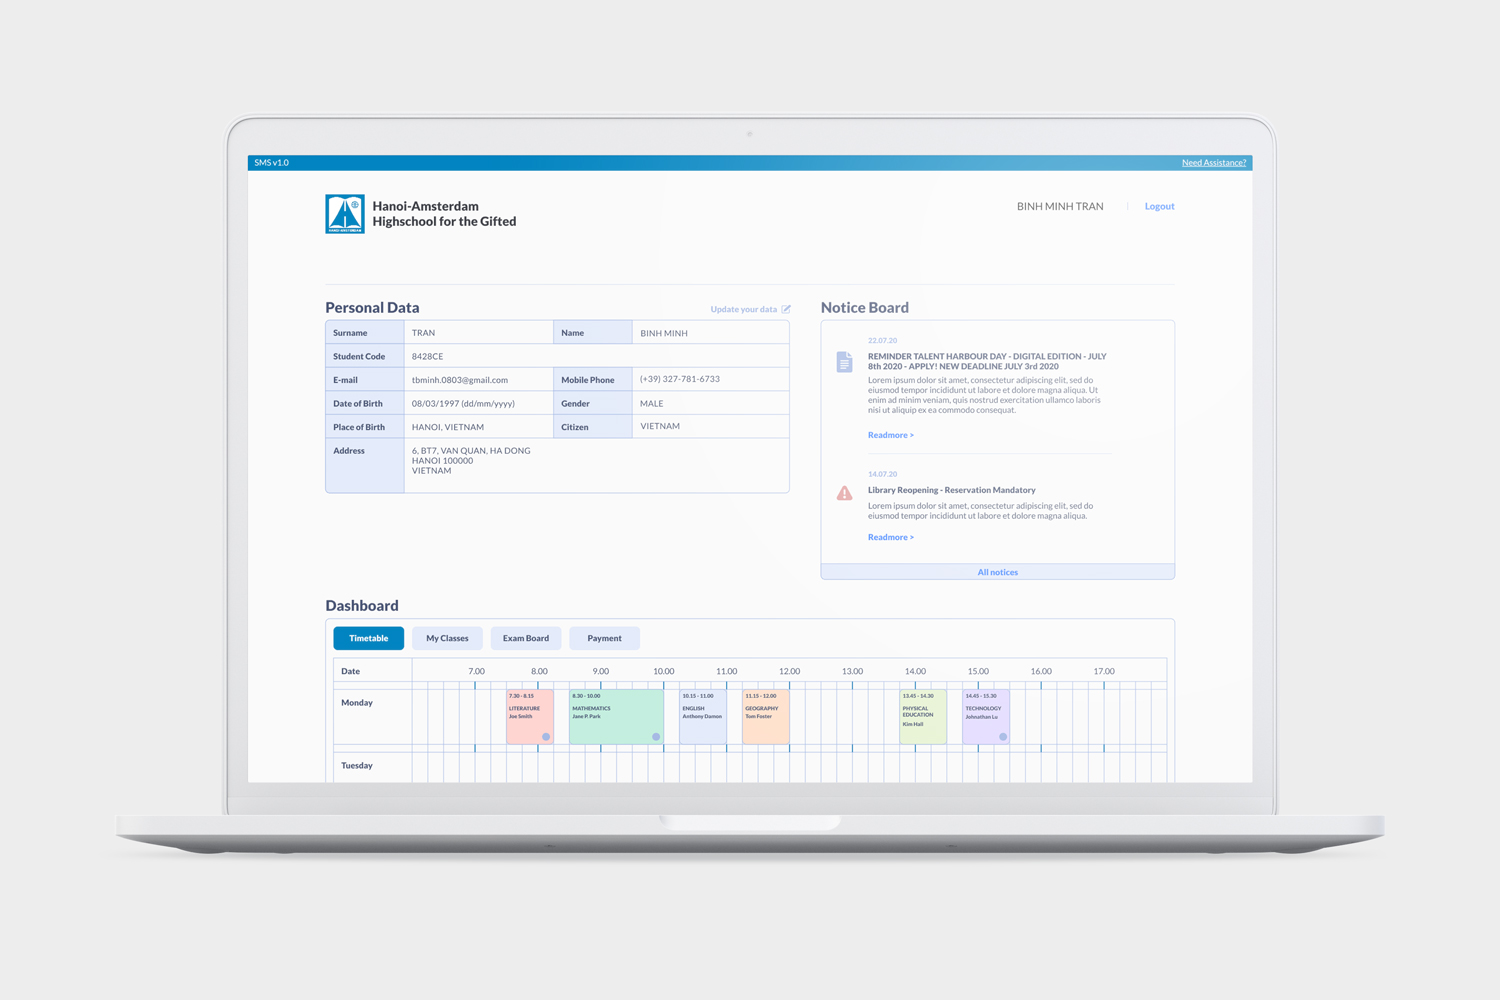 SMS v1.0
Need Assistance?
HANOI-AMSTERDAM
Hanoi-Amsterdam
Highschool for the Gifted
BINH MINH TRAN
Logout
Personal Data
Update your data
Surname
TRAN
Name
BINH MINH
Student Code
8428CE
E-mail
tbminh.0803@gmail.com
Mobile Phone
(+39) 327-781-6733
Date of Birth
08/03/1997 (dd/mm/yyyy)
Gender
MALE
Place of Birth
HANOI, VIETNAM
Citizen
VIETNAM
Address
6, BT7, VAN QUAN, HA DONG
HANOI 100000
VIETNAM
Notice Board
22.07.20
REMINDER TALENT HARBOUR DAY - DIGITAL EDITION - JULY
8th 2020 - APPLY! NEW DEADLINE JULY 3rd 2020
Lorem ipsum dolor sit amet, consectetur adipiscing elit, sed do
eiusmod tempor incididunt ut labore et dolore magna aliqua. Ut
enim ad minim veniam, quis nostrud exercitation ullamco laboris
nisi ut aliquip ex ea commodo consequat.
Readmore >
14.07.20
Library Reopening - Reservation Mandatory
Lorem ipsum dolor sit amet, consectetur adipiscing elit, sed do
eiusmod tempor incididunt ut labore et dolore magna aliqua.
Readmore >
All notices
Dashboard
Timetable
My Classes
Exam Board
Payment
Date
7.00
8.00
9.00
10.00
11.00
12.00
13.00
14.00
15.00
16.00
17.00
Monday
7.30 - 8.15
LITERATURE
Joe Smith
8.30 - 10.00
MATHEMATICS
Jane P. Park
10.15 - 11.00
ENGLISH
Anthony Damon
11.15 - 12.00
GEOGRAPHY
Tom Foster
13.45 - 14.30
PHYSICAL
EDUCATION
Kim Hall
14.45 - 15.30
TECHNOLOGY
Johnathan Lu
Tuesday